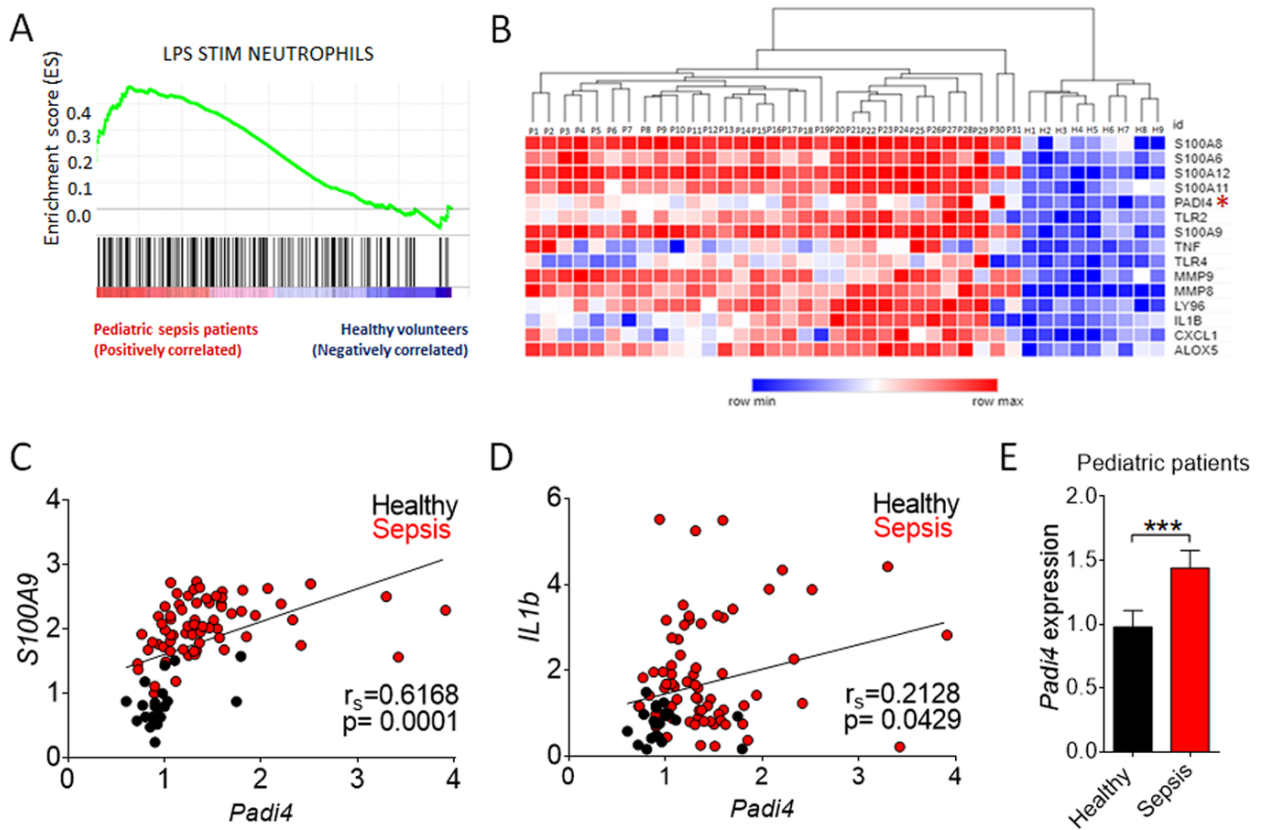 A
LPS STIM NEUTROPHILS
Enrichment score (ES)
0.4
0.3
0.2
0.1
0.0
Pediatric sepsis patients
(Positively correlated)
Healthy volunteers
(Negatively correlated)
B
P1 P2 P3 P4 P5 P6 P7 P8 P9 P10 P11 P12 P13 P14 P15 P16 P17 P18 P19 P20 P21 P22 P23 P24 P25 P26 P27 P28 P29 P30 P31 H1 H2 H3 H4 H5 H6 H7 H8 H9
id
S100A8
S100A6
S100A12
S100A11
PADI4 *
TLR2
S100A9
TNF
TLR4
MMP9
MMP8
LY96
IL1B
CXCL1
ALOX5
row min
row max
C
S100A9
4
3
2
1
0
Healthy
Sepsis
rs=0.6168
p= 0.0001
0 1 2 3 4
Padi4
D
IL1b
6
4
2
0
Healthy
Sepsis
rs=0.2128
p= 0.0429
0 1 2 3 4
Padi4
E
Pediatric patients
Padi4 expression
2.0
1.5
1.0
0.5
0.0
***
Healthy
Sepsis